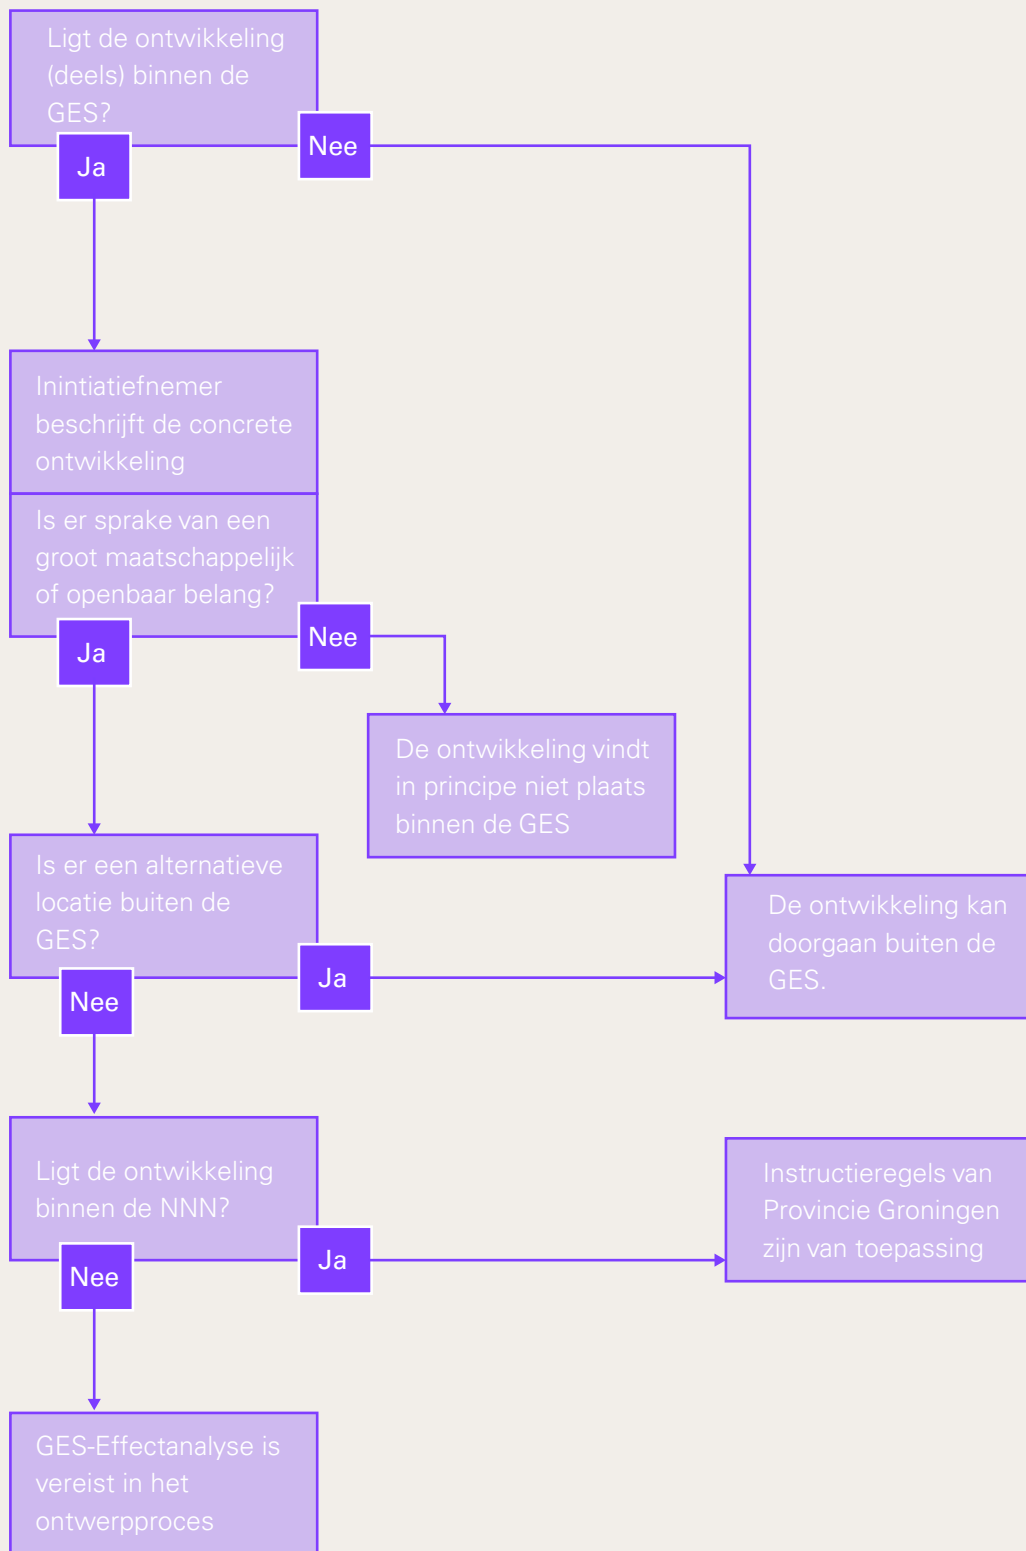 Ligt de ontwikkeling
(deels) binnen de
GES?
Ja
Nee
Inintiatiefnemer
beschrijft de concrete
ontwikkeling
Is er sprake van een
groot maatschappelijk
of openbaar belang?
Ja
Nee
De ontwikkeling vindt
in principe niet plaats
binnen de GES
Is er een alternatieve
locatie buiten de
GES?
Nee
Ja
De ontwikkeling kan
doorgaan buiten de
GES.
Ligt de ontwikkeling
binnen de NNN?
Nee
Ja
Instructieregels van
Provincie Groningen
zijn van toepassing
GES-Effectanalyse is
vereist in het
ontwerpproces